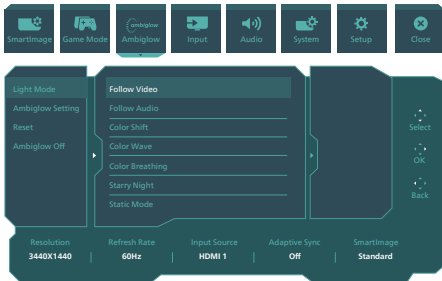 ambiglow
SmartImage Game Mode Ambiglow Input Audio System Setup Close
Light Mode
Ambiglow Setting
Reset
Ambiglow Off
Follow Video
Follow Audio
Color Shift
Color Wave
Color Breathing
Starry Night
Static Mode
Select
OK
Back
Resolution Refresh Rate Input Source Adaptive Sync SmartImage
3440X1440 | 60Hz | HDMI 1 | Off | Standard